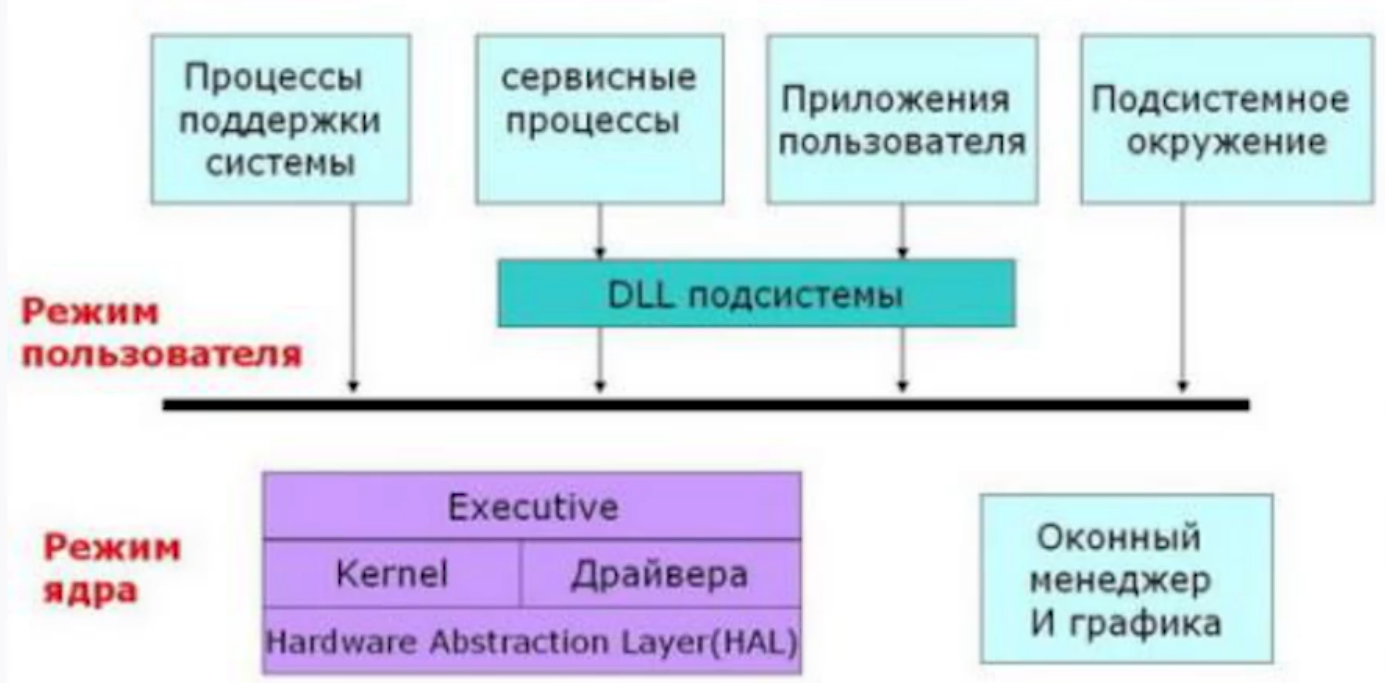 Процессы
поддержки
системы
сервисные
процессы
Приложения
пользователя
Подсистемное
окружение
DLL подсистемы
Режим
пользователя
Режим
ядра
Executive
Kernel
Драйвера
Hardware Abstraction Layer(HAL)
Оконный
менеджер
И графика